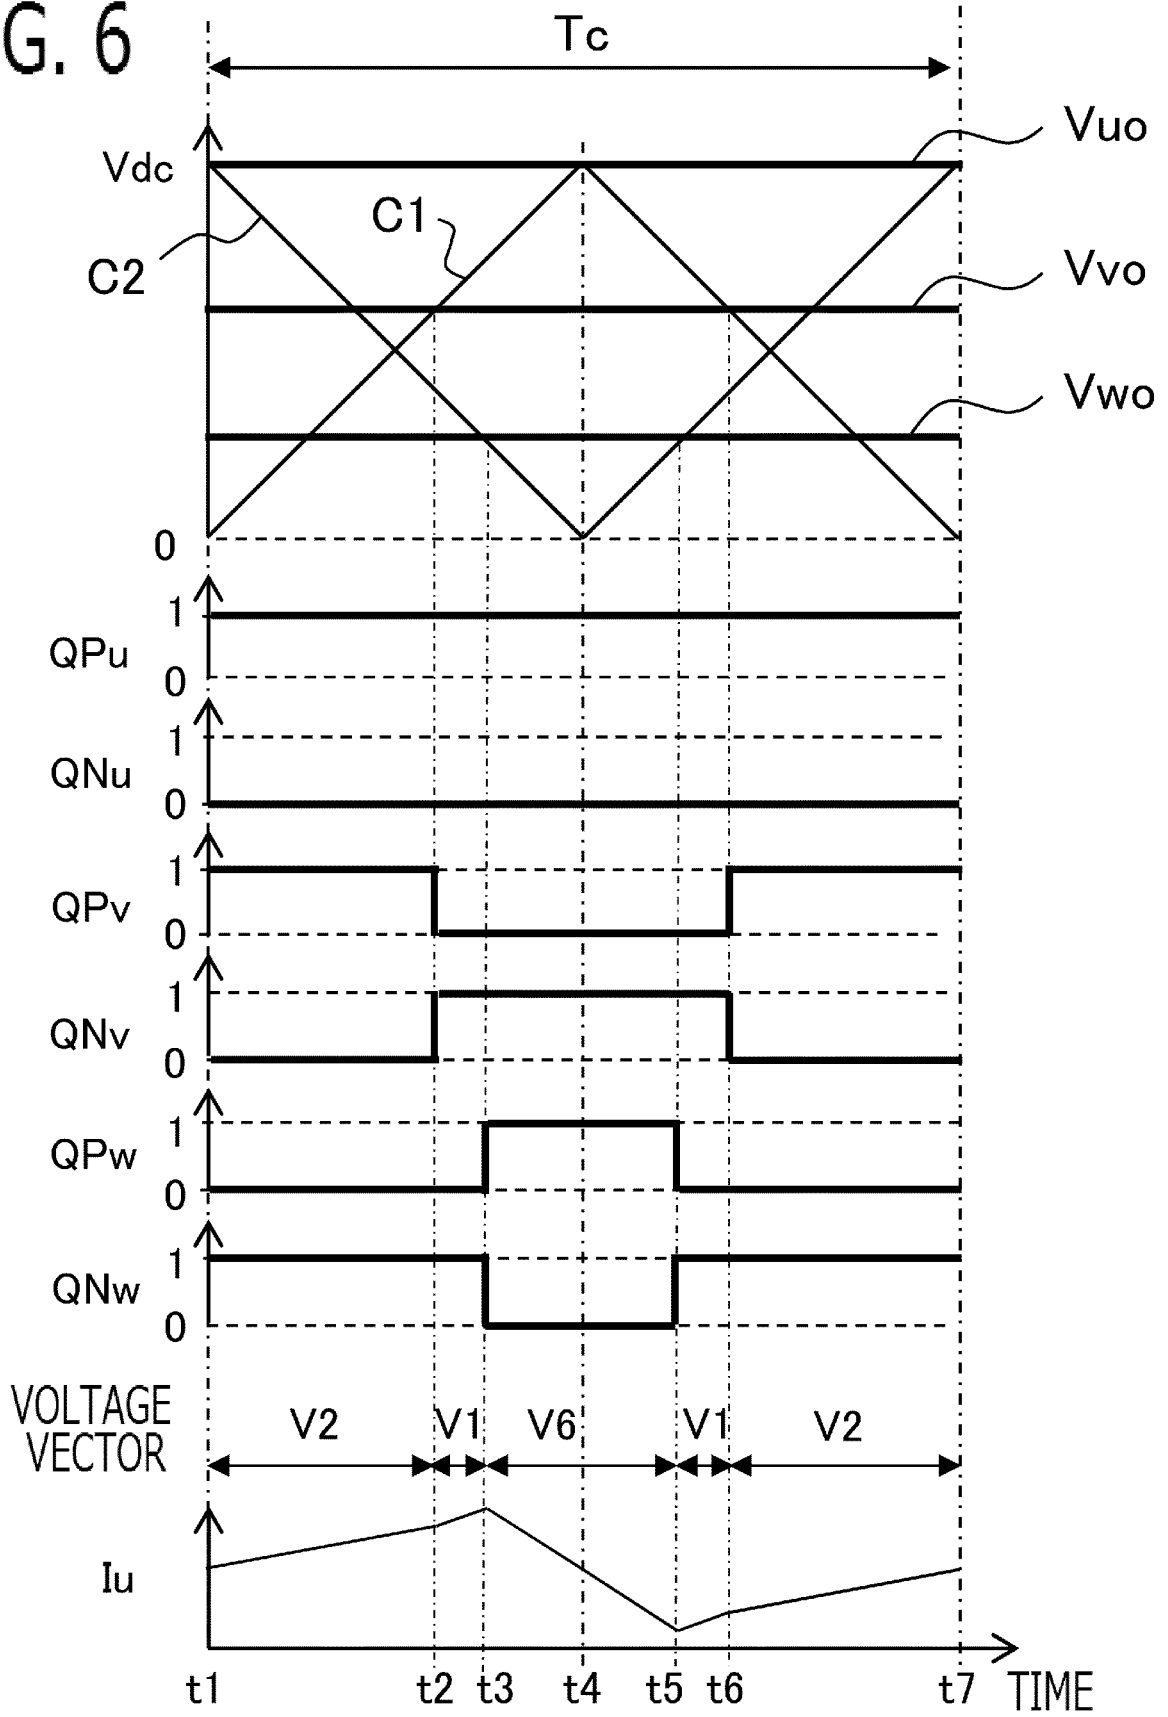 G. 6
Tc
Vdc
Vuo
C1
C2
Vvo
Vwo
0
1
QPu
0
1
QNu
0
1
QPv
0
1
QNv
0
1
QPw
0
1
QNw
0
VOLTAGE
VECTOR
V2 V1 V6 V1 V2
Iu
t1 t2 t3 t4 t5 t6 t7 TIME